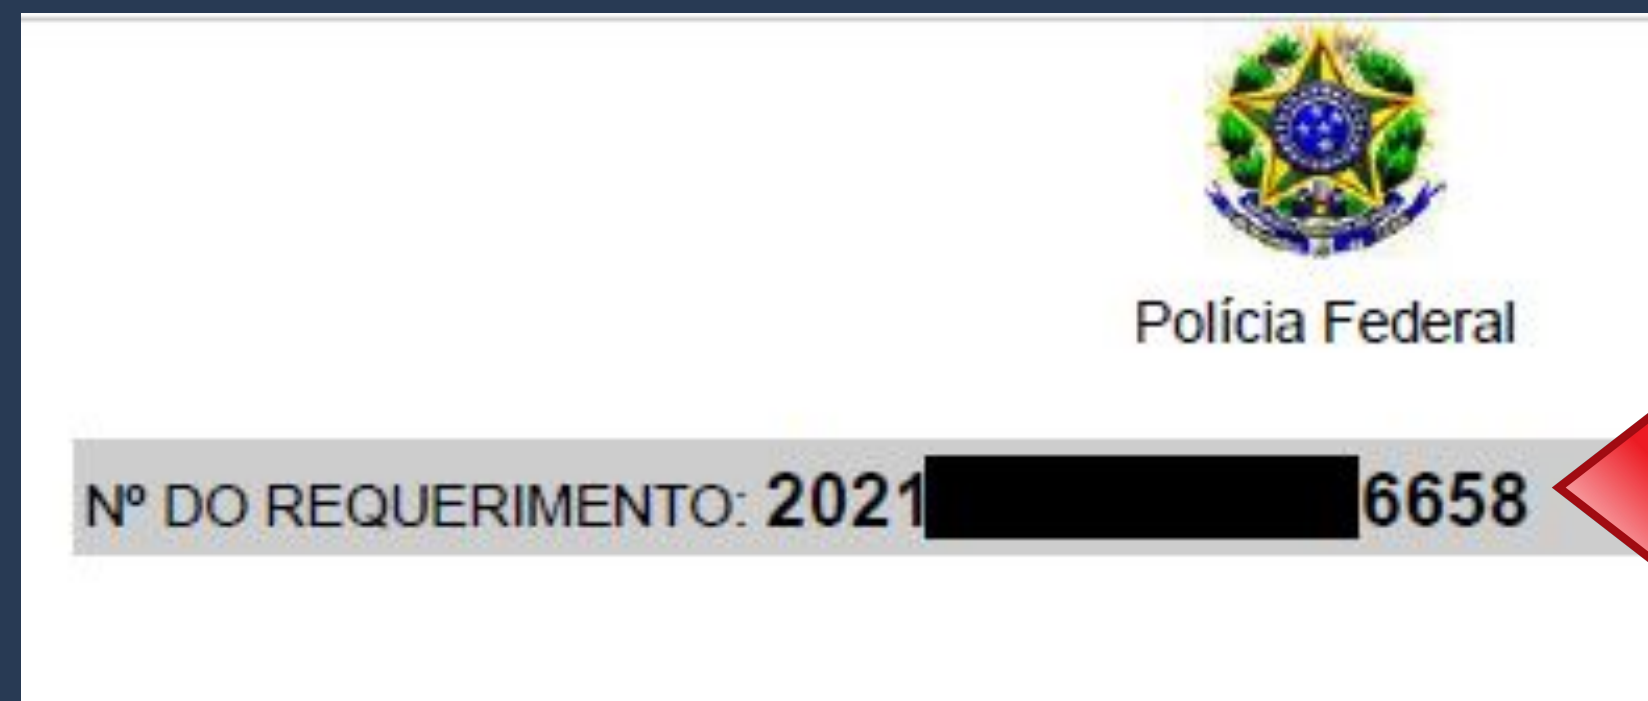 Polícia Federal
Nº DO REQUERIMENTO: 2021 6658